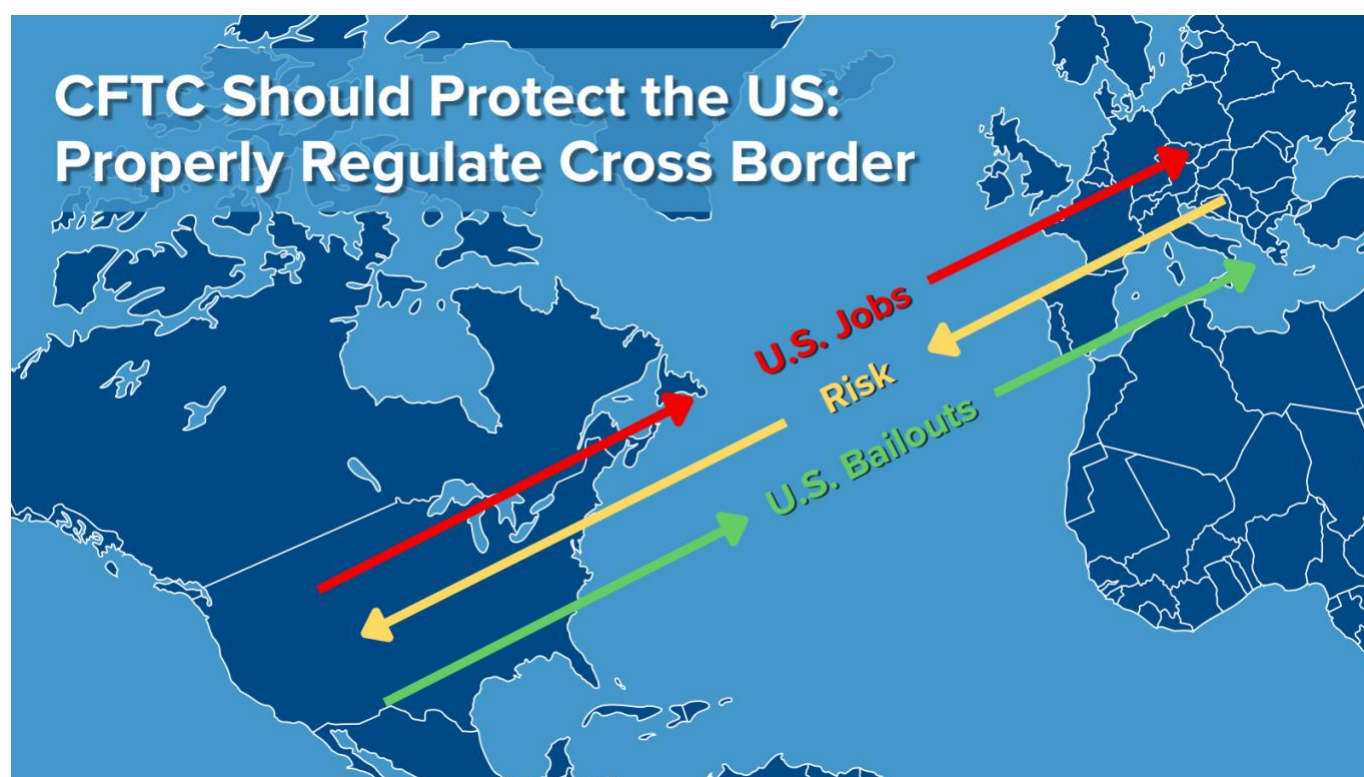 CFTC Should Protect the US:
Properly Regulate Cross Border
U.S. Jobs
Risk
U.S. Bailouts